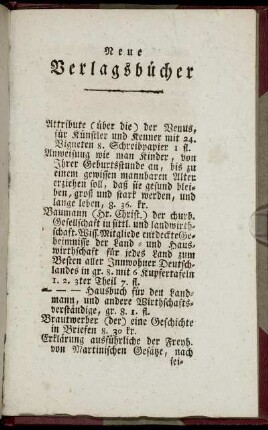 Neue
Verlagsbücher
Attribute (über die) der Venus,
für Künstler und Kenner mit 24.
Vigneten 8. Schreibpapier 1 fl.
Anweisung wie man Kinder, von
Ihrer Geburtsstunde an, bis zu
einem gewissen mannbaren Alter
erziehen soll, daß sie gesund blei-
ben, groß und stark werden, und
lange leben, 8. 36. kr.
Baumann (Hr. Christ.) der churb.
Gesellschaft in sittl. und landwirth-
schaft. Wiss. Mitgliede entdeckte Ge-
heimnisse der Land- und Haus-
wirthschaft für jedes Land zum
Besten aller Innwohner Deutsch-
landes in gr. 8. mit 6 Kupfertafeln
1. 2. 3ter Theil 7. fl.
— — — Hausbuch für den Land-
mann, und andere Wirthschafts-
verständige, gr. 8. 1. fl.
Brautwerber (der) eine Geschichte
in Briefen 8. 30 kr.
Erklärung ausführliche der Freyh.
von Martinischen Gesätze, nach
sei-